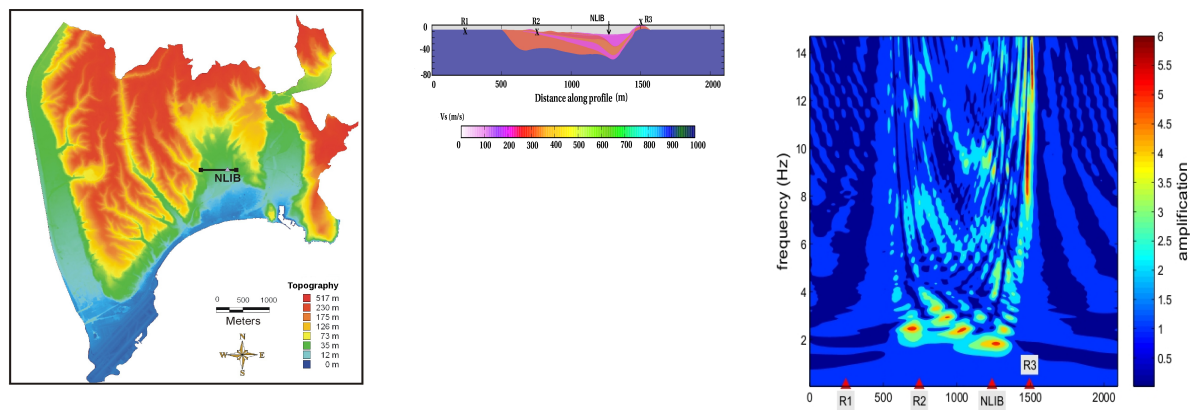 NLIB
0 500 1000
Meters
N
W E
S
Topography
517 m
230 m
175 m
126 m
73 m
35 m
12 m
0 m
R1 R2 NLIB R3
X X X
0
-40
-80
0 500 1000 1500 2000
Distance along profile (m)
Vs (m/s)
0 100 200 300 400 500 600 700 800 900 1000
frequency (Hz)
14
12
10
8
6
4
2
0 500 1000 1500 2000
R3
R1 R2 NLIB
6
5.5
5
4.5
4
3.5
3
2.5
2
1.5
1
0.5
amplification